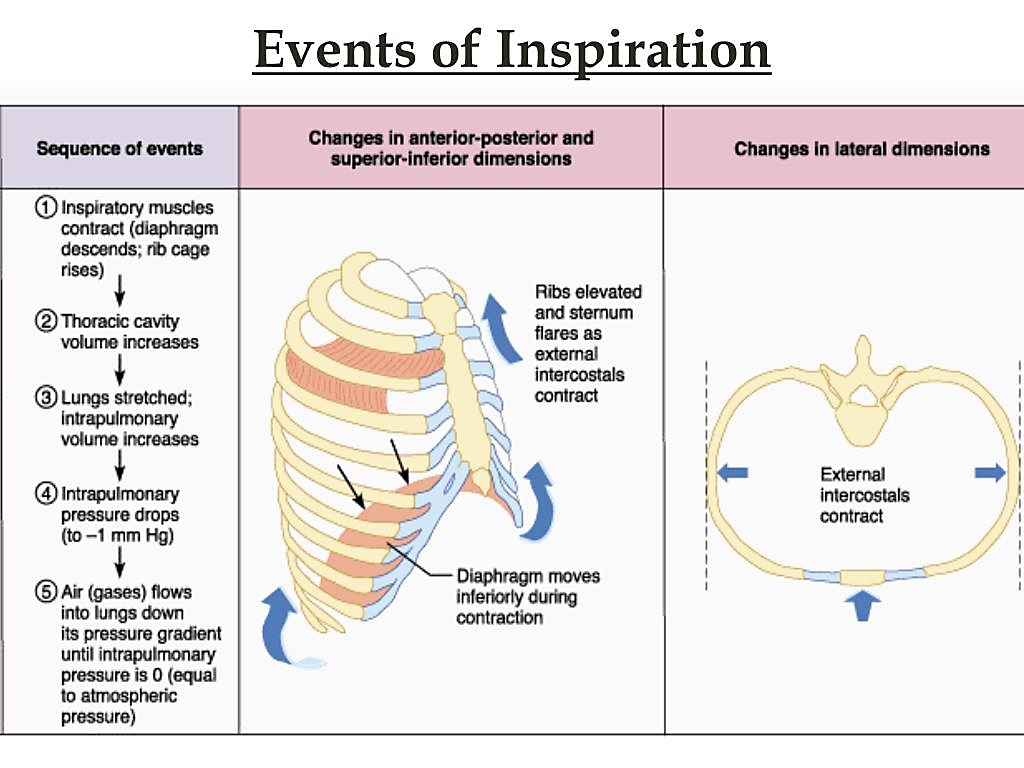 Events of Inspiration
Sequence of events
Changes in anterior-posterior and
superior-inferior dimensions
Changes in lateral dimensions
① Inspiratory muscles
contract (diaphragm
descends; rib cage
rises)
② Thoracic cavity
volume increases
③ Lungs stretched;
intrapulmonary
volume increases
④ Intrapulmonary
pressure drops
(to –1 mm Hg)
⑤ Air (gases) flows
into lungs down
its pressure gradient
until intrapulmonary
pressure is 0 (equal
to atmospheric
pressure)
Ribs elevated
and sternum
flares as
external
intercostals
contract
Diaphragm moves
inferiorly during
contraction
External
intercostals
contract